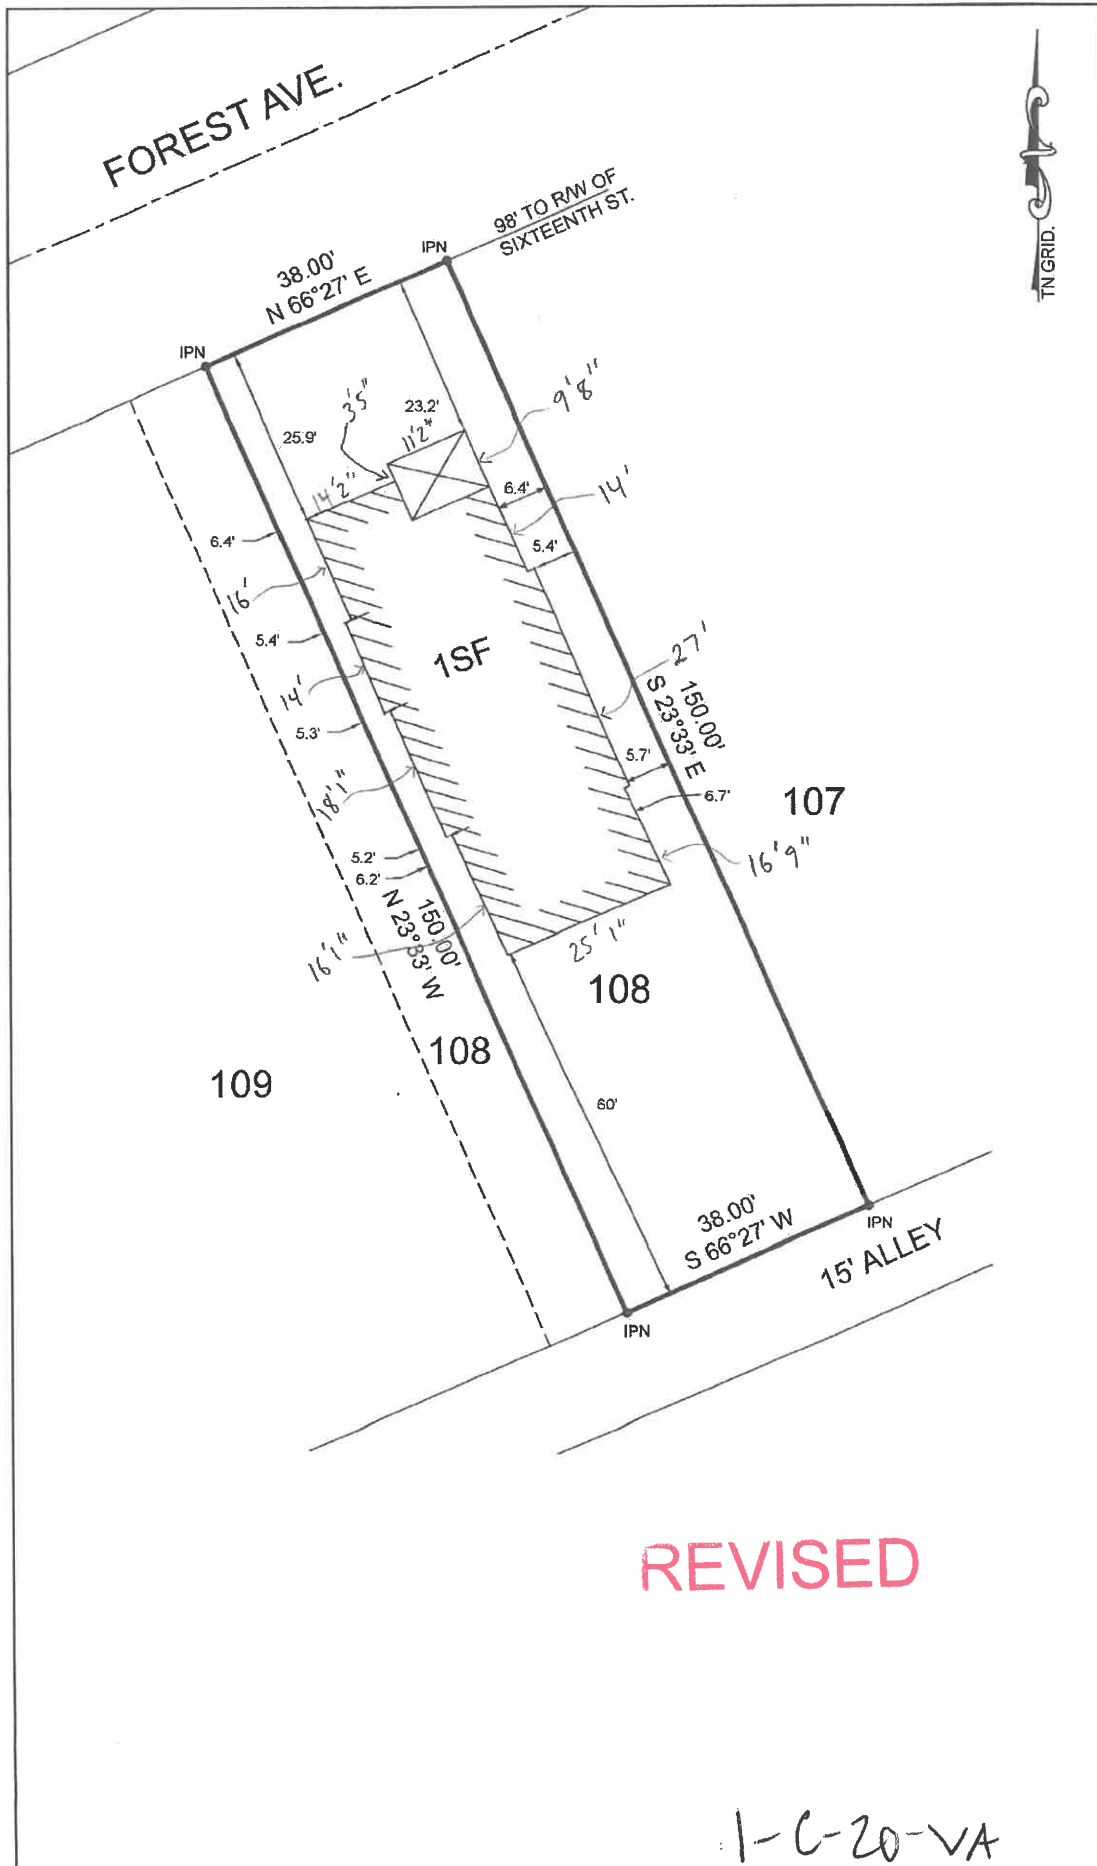 FOREST AVE.
TN GRID.
98' TO R/W OF
SIXTEENTH ST.
IPN
38.00'
N 66°27' E
IPN
3'5"
23.2'
11'2"
9'8"
25.9'
14'2"
6.4'
14'
6.4'
5.4'
16'
5.4'
1SF
27'
14'
150.00'
S 23°33' E
5.3'
5.7'
18'1"
6.7'
107
5.2'
6.2'
16'9"
150.00'
N 23°33' W
16'1"
25'1"
108
108
109
60'
38.00'
S 66°27' W
IPN
15' ALLEY
IPN
REVISED
1-C-20-VA